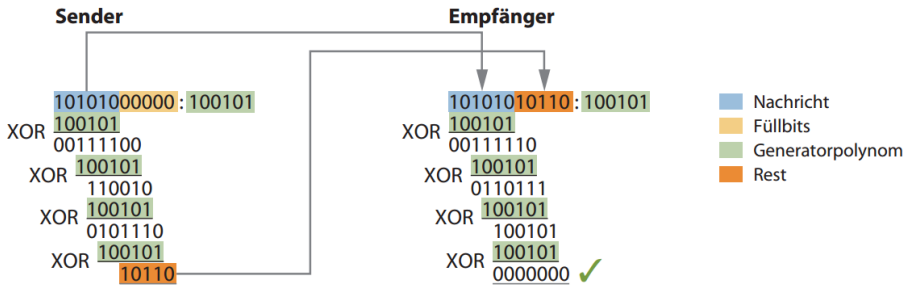 Sender
10101000000:100101
XOR 100101
00111100
XOR 100101
110010
XOR 100101
0101110
XOR 100101
10110
Empfänger
10101010110:100101
XOR 100101
00111110
XOR 100101
0110111
XOR 100101
100101
XOR 100101
0000000 ✓
Nachricht
Füllbits
Generatorpolynom
Rest